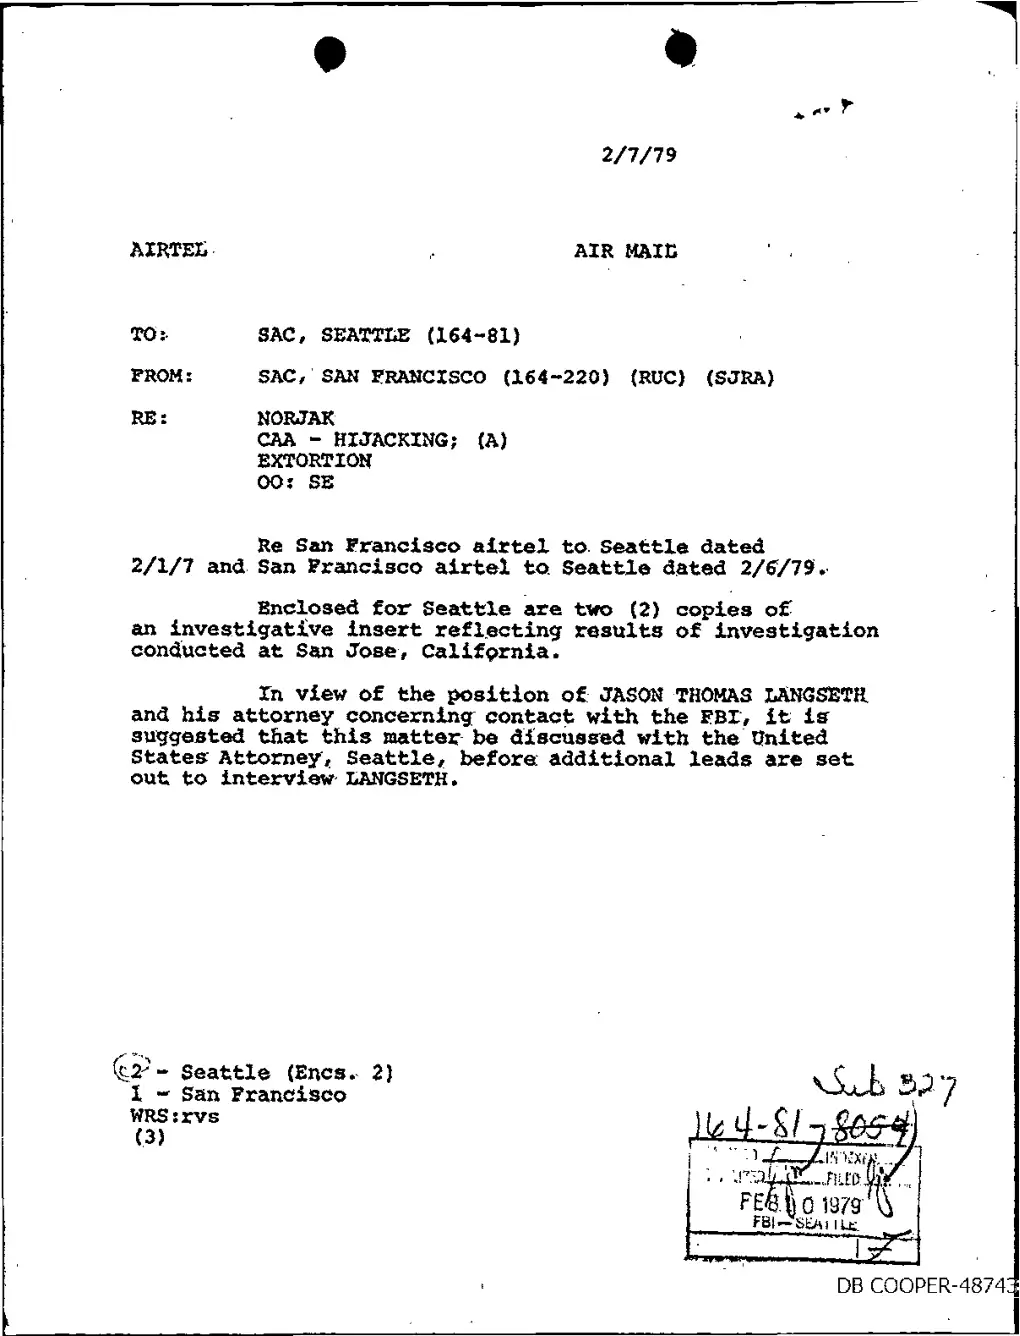 2/7/79
AIRTEL AIR MAIL
TO: SAC, SEATTLE (164-81)
FROM: SAC, SAN FRANCISCO (164-220) (RUC) (SJRA)
RE: NORJAK
CAA - HIJACKING; (A)
EXTORTION
OO: SE
Re San Francisco airtel to Seattle dated
2/1/7 and San Francisco airtel to Seattle dated 2/6/79.
Enclosed for Seattle are two (2) copies of
an investigative insert reflecting results of investigation
conducted at San Jose, California.
In view of the position of JASON THOMAS LANGSETH
and his attorney concerning contact with the FBI, it is
suggested that this matter be discussed with the United
States Attorney, Seattle, before additional leads are set
out to interview LANGSETH.
2 - Seattle (Encs. 2)
1 - San Francisco
WRS:rvs
(3)
Sub 327
164-81-8059
INDEXED
FILED
FEB 10 1979
FBI-SEATTLE
DB COOPER-48743